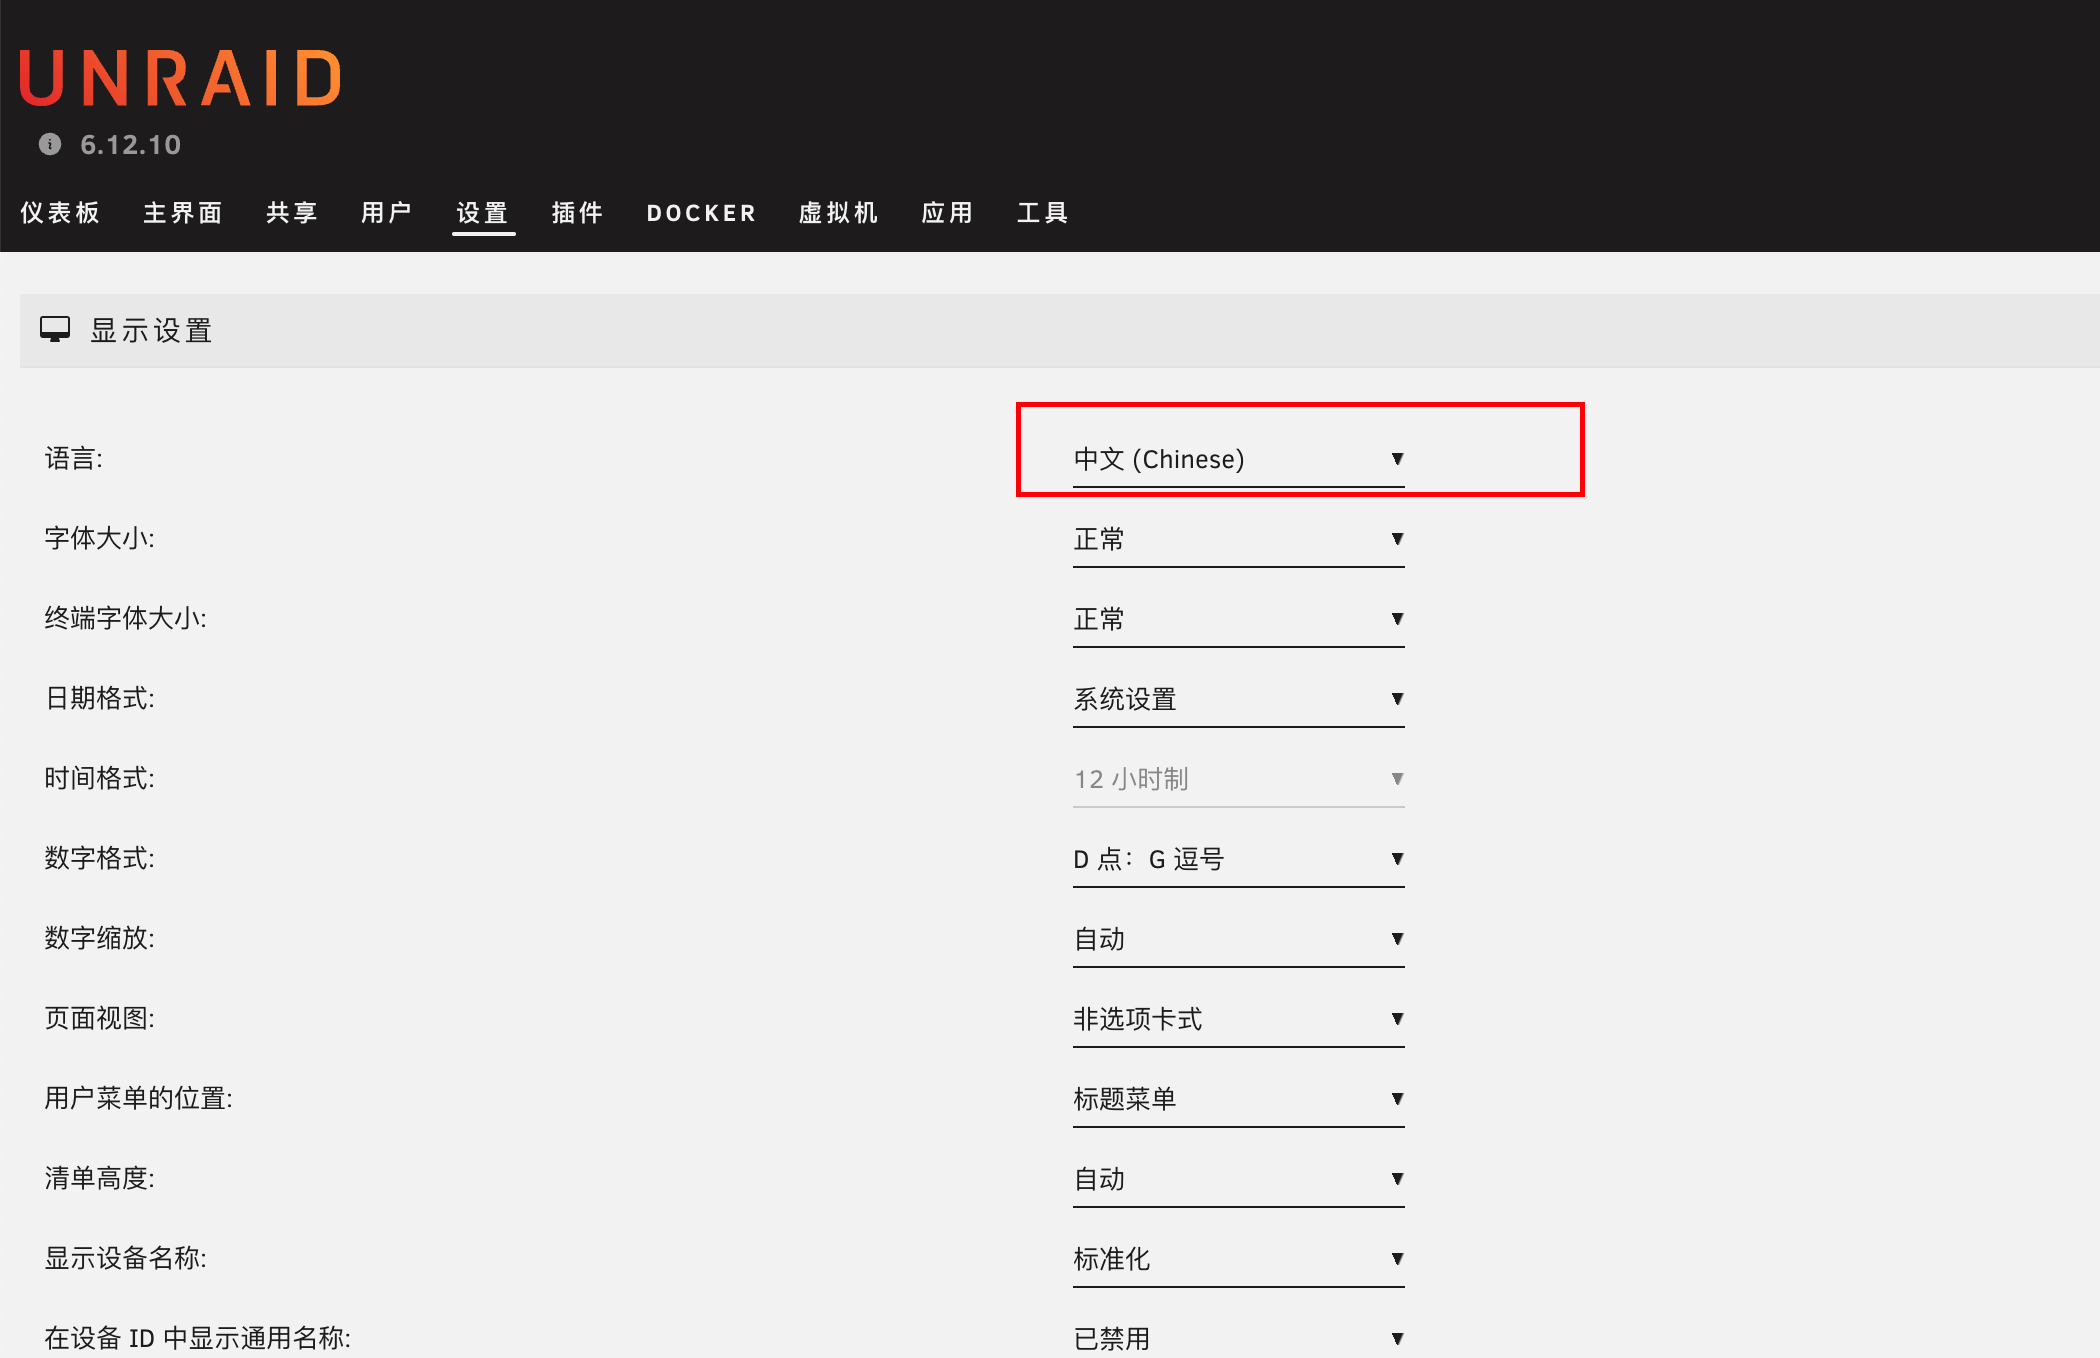 UNRAID
6.12.10
仪表板 主界面 共享 用户 设置 插件 DOCKER 虚拟机 应用 工具
显示设置
语言: 中文 (Chinese)
字体大小: 正常
终端字体大小: 正常
日期格式: 系统设置
时间格式: 12 小时制
数字格式: D 点：G 逗号
数字缩放: 自动
页面视图: 非选项卡式
用户菜单的位置: 标题菜单
清单高度: 自动
显示设备名称: 标准化
在设备 ID 中显示通用名称: 已禁用